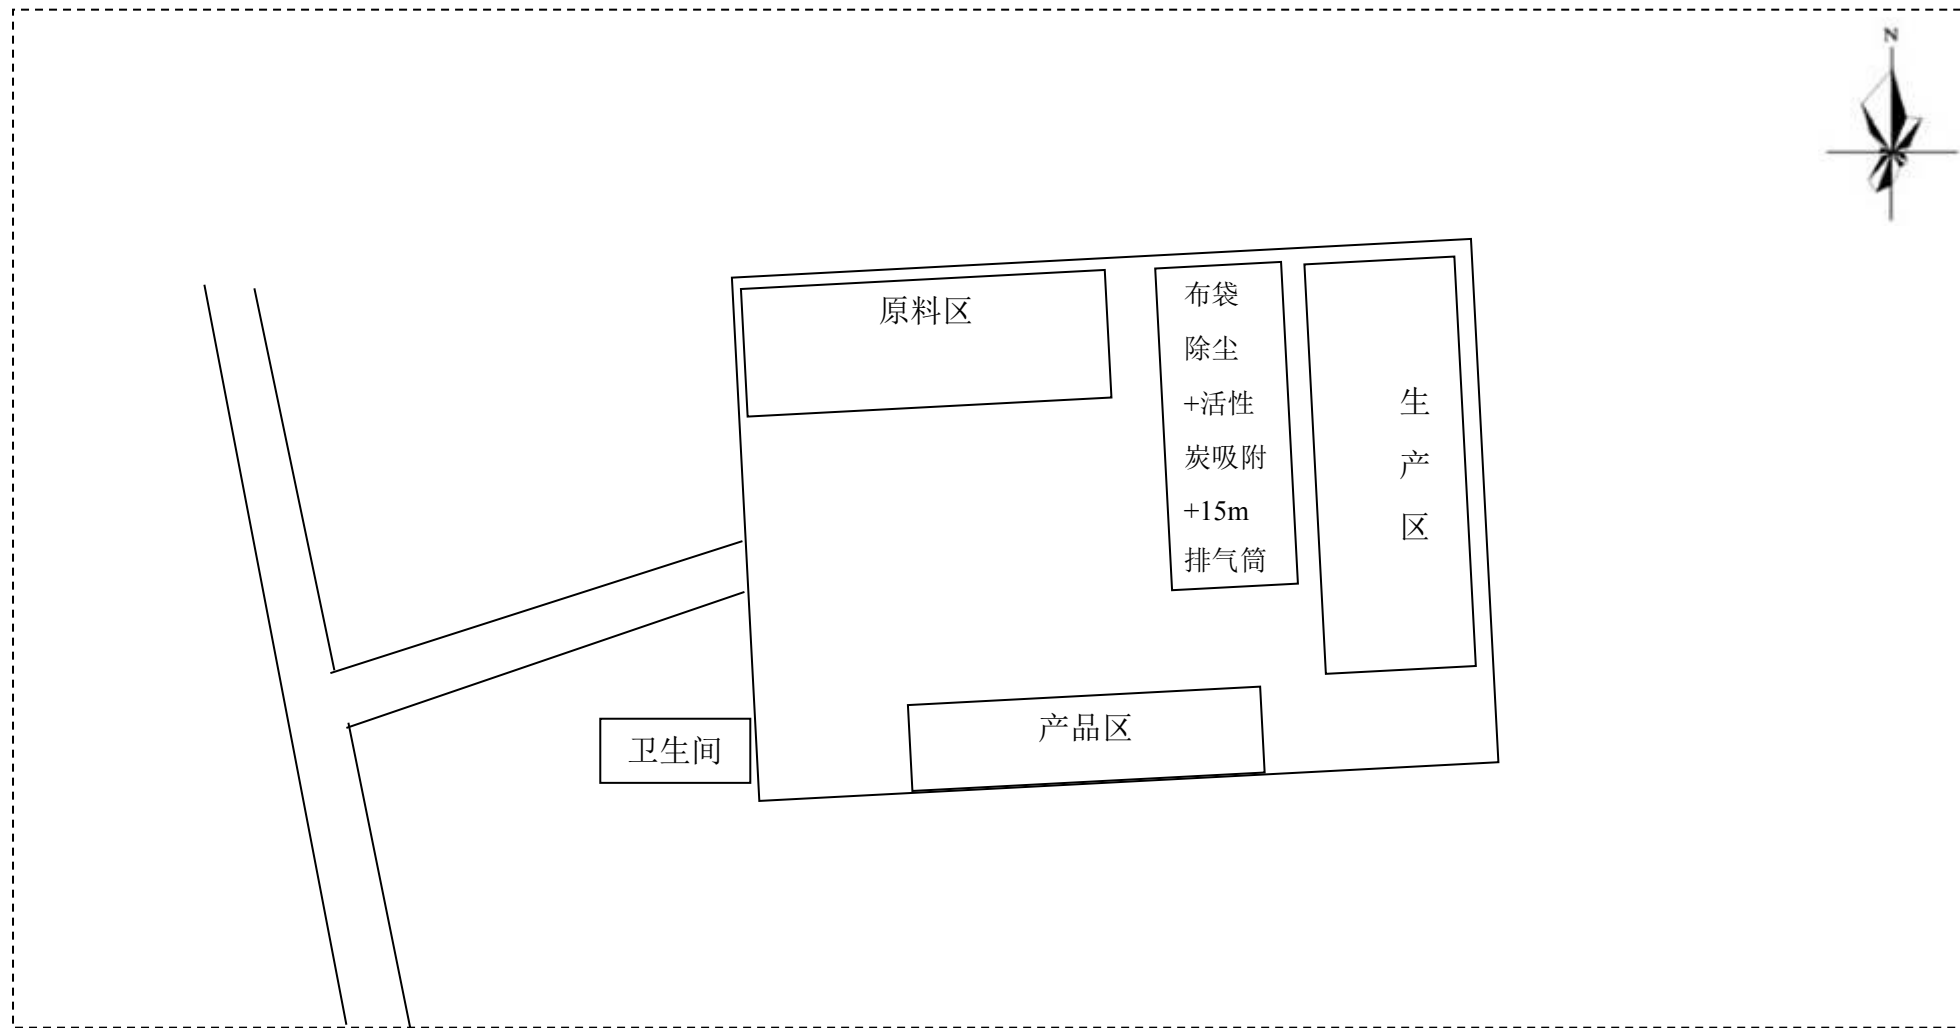 N
原料区
布袋
除尘
+活性
炭吸附
+15m
排气筒
生
产
区
产品区
卫生间